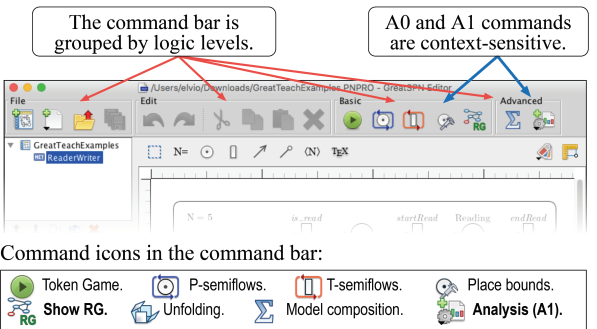 The command bar is
grouped by logic levels.
A0 and A1 commands
are context-sensitive.
/Users/elvio/Downloads/GreatTeachExamples.PNPRO - GreatSPN Editor
File
Edit
Basic
Advanced
RG
GreatTeachExamples
NET ReaderWriter
N=
⟨N⟩
TEX
N = 5
is_read
startRead
Reading
endRead
Command icons in the command bar:
Token Game.
P-semiflows.
T-semiflows.
Place bounds.
RG
Show RG.
Unfolding.
Model composition.
Analysis (A1).